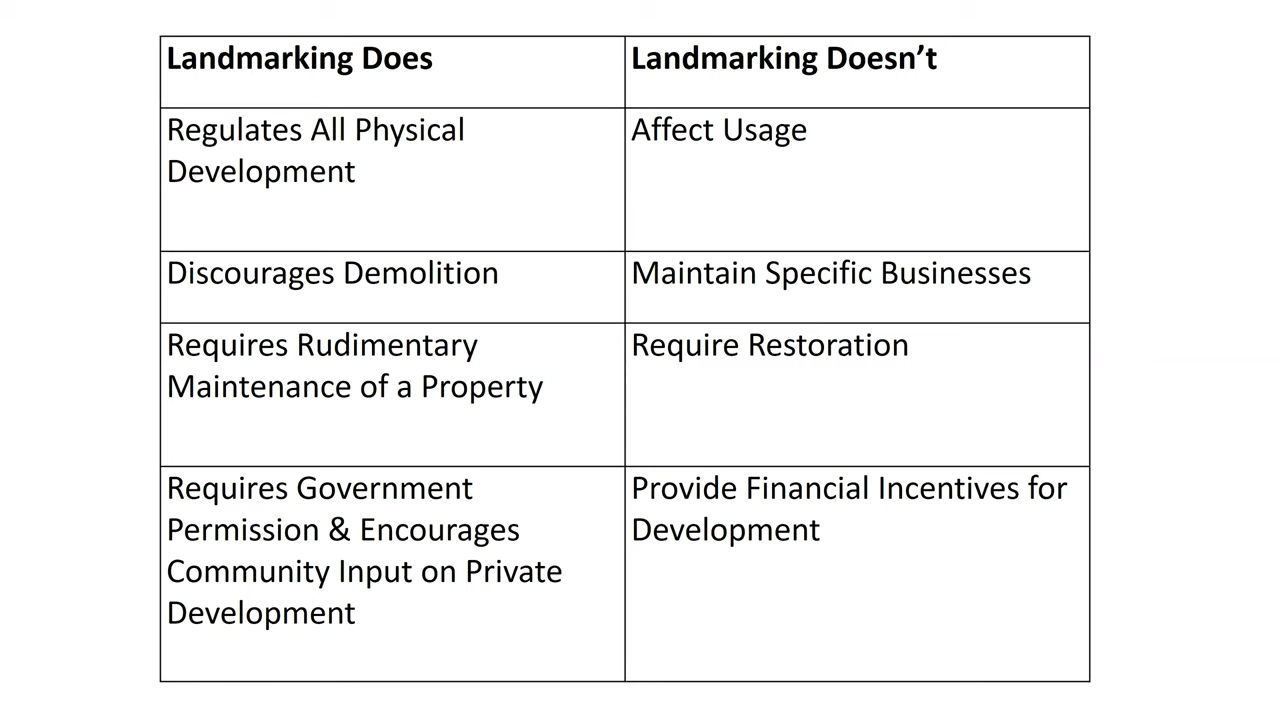 Landmarking Does
Landmarking Doesn’t
Regulates All Physical
Development
Affect Usage
Discourages Demolition
Maintain Specific Businesses
Requires Rudimentary
Maintenance of a Property
Require Restoration
Requires Government
Permission & Encourages
Community Input on Private
Development
Provide Financial Incentives for
Development